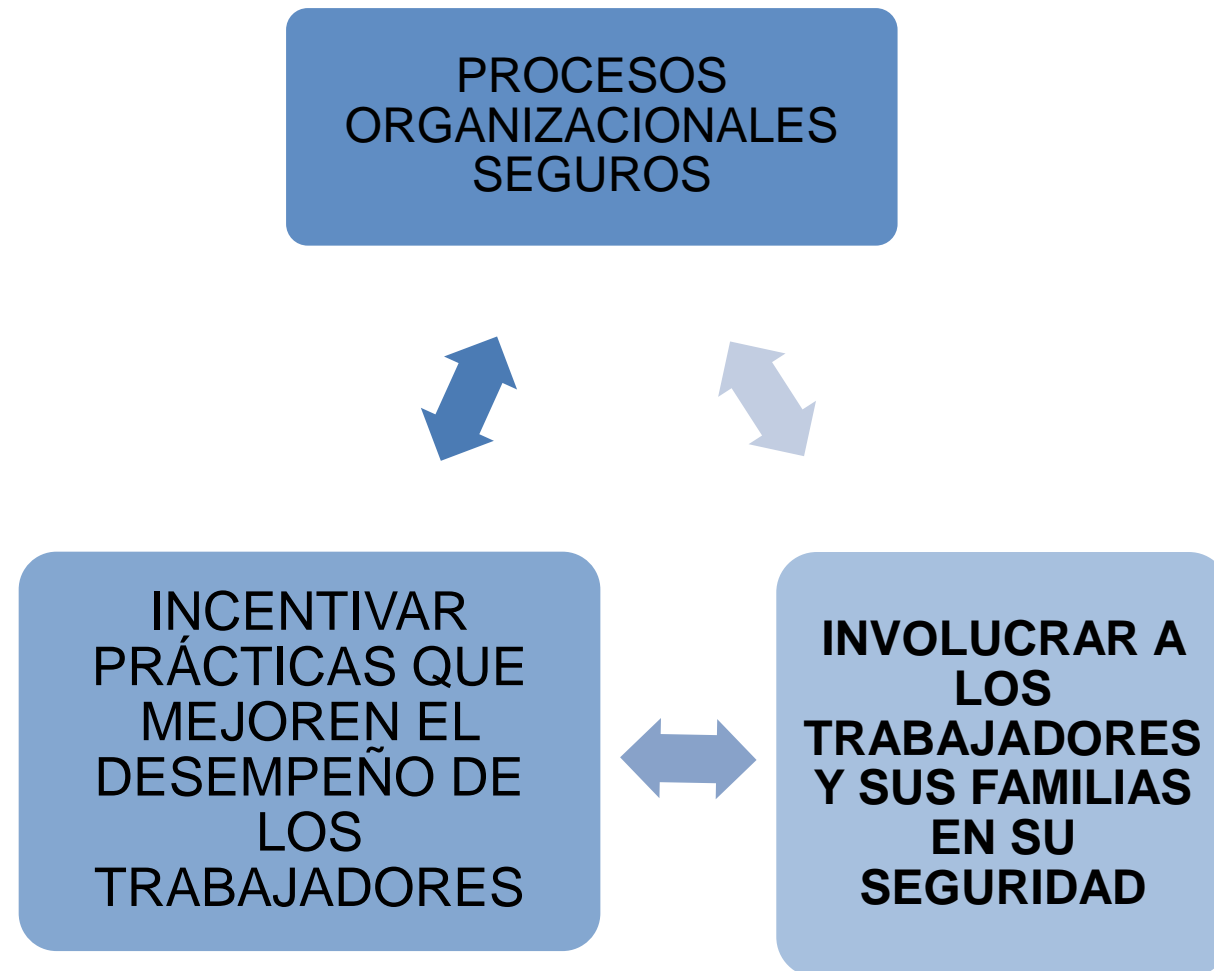 PROCESOS
ORGANIZACIONALES
SEGUROS
INCENTIVAR
PRÁCTICAS QUE
MEJOREN EL
DESEMPEÑO DE
LOS
TRABAJADORES
INVOLUCRAR A
LOS
TRABAJADORES
Y SUS FAMILIAS
EN SU
SEGURIDAD